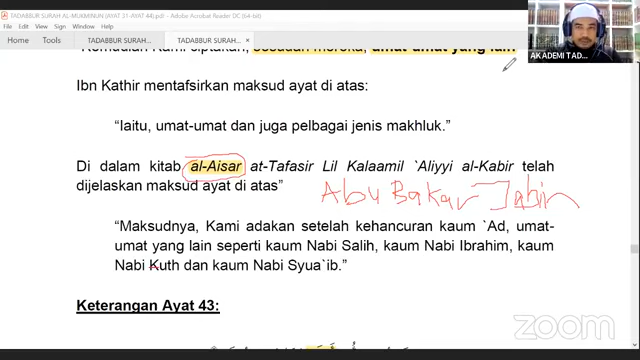 TADABBUR SURAH AL-MUKMINUN (AYAT 31-AYAT 44).pdf - Adobe Acrobat Reader DC (64-bit)
File Edit View Sign Window Help
Home Tools TADABBUR SURAH... TADABBUR SURAH... ×
"Kemudian Kami ciptakan, sesudah mereka, umat-umat yang lain
AKADEMI TAD...
Ibn Kathir mentafsirkan maksud ayat di atas:
"Iaitu, umat-umat dan juga pelbagai jenis makhluk."
Di dalam kitab al-Aisar at-Tafasir Lil Kalaamil `Aliyyi al-Kabir telah
dijelaskan maksud ayat di atas"
Abu Bakar Jabir
"Maksudnya, Kami adakan setelah kehancuran kaum `Ad, umat-
umat yang lain seperti kaum Nabi Salih, kaum Nabi Ibrahim, kaum
Nabi Kuth dan kaum Nabi Syua`ib."
Keterangan Ayat 43:
zoom